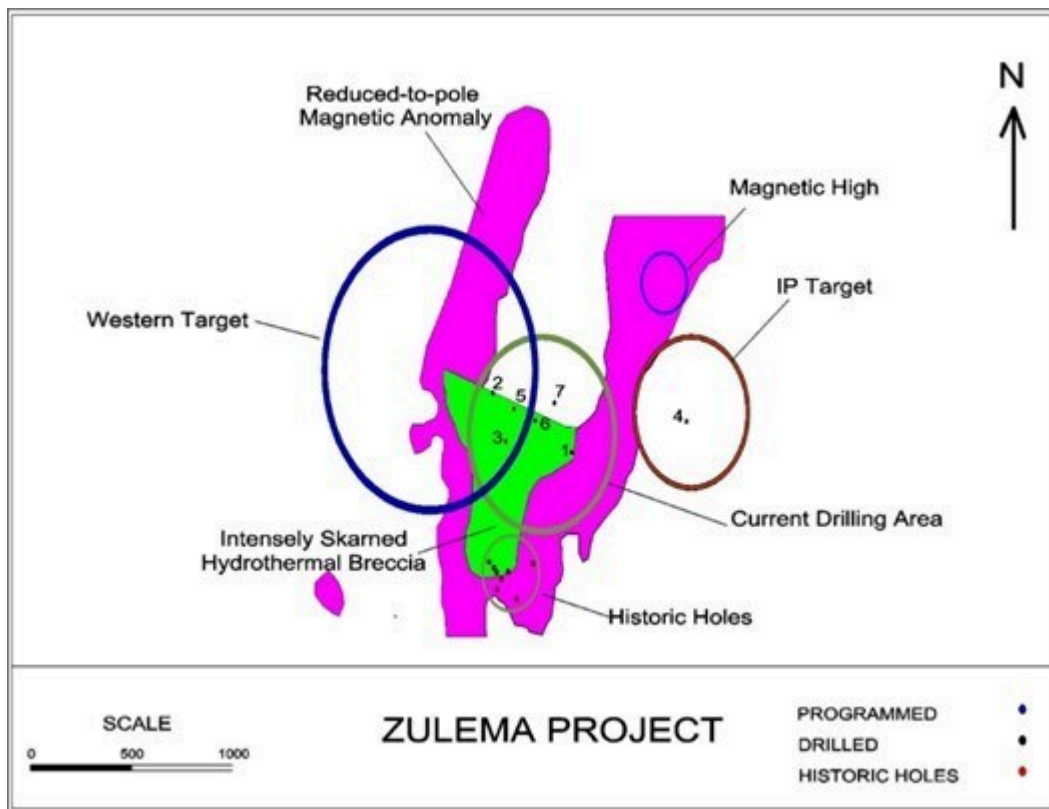 N
Reduced-to-pole
Magnetic Anomaly
Magnetic High
IP Target
Western Target
2
5
7
6
4
3
1
Current Drilling Area
Intensely Skarned
Hydrothermal Breccia
Historic Holes
SCALE
0 500 1000
ZULEMA PROJECT
PROGRAMMED
DRILLED
HISTORIC HOLES